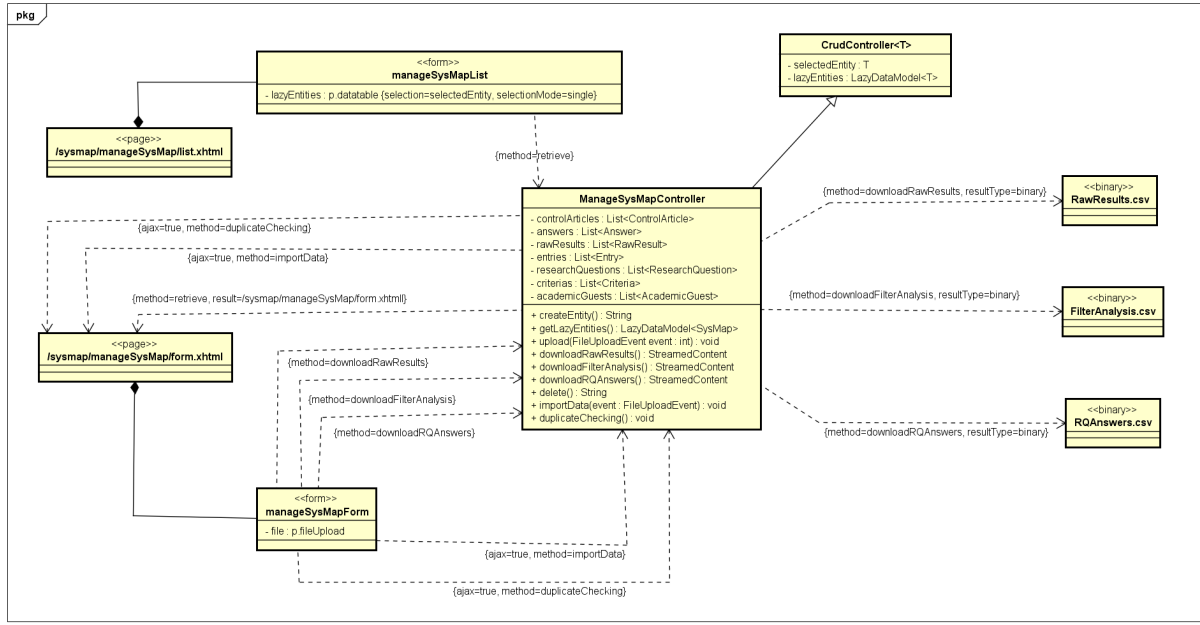 pkg
<<form>>
manageSysMapList
- lazyEntities : p.datatable {selection=selectedEntity, selectionMode=single}
CrudController<T>
- selectedEntity : T
- lazyEntities : LazyDataModel<T>
<<page>>
/sysmap/manageSysMap/list.xhtml
{method=retrieve}
ManageSysMapController
- controlArticles : List<ControlArticle>
- answers : List<Answer>
- rawResults : List<RawResult>
- entries : List<Entry>
- researchQuestions : List<ResearchQuestion>
- criterias : List<Criteria>
- academicGuests : List<AcademicGuest>
+ createEntity() : String
+ getLazyEntities() : LazyDataModel<SysMap>
+ upload(FileUploadEvent event : int) : void
+ downloadRawResults() : StreamedContent
+ downloadFilterAnalysis() : StreamedContent
+ downloadRQAnswers() : StreamedContent
+ delete() : String
+ importData(event : FileUploadEvent) : void
+ duplicateChecking() : void
{method=downloadRawResults, resultType=binary}
<<binary>>
RawResults.csv
{ajax=true, method=duplicateChecking}
{ajax=true, method=importData}
{method=retrieve, result=/sysmap/manageSysMap/form.xhtml}
{method=downloadFilterAnalysis, resultType=binary}
<<binary>>
FilterAnalysis.csv
<<page>>
/sysmap/manageSysMap/form.xhtml
{method=downloadRawResults}
{method=downloadFilterAnalysis}
{method=downloadRQAnswers}
{method=downloadRQAnswers, resultType=binary}
<<binary>>
RQAnswers.csv
<<form>>
manageSysMapForm
- file : p.fileUpload
{ajax=true, method=importData}
{ajax=true, method=duplicateChecking}